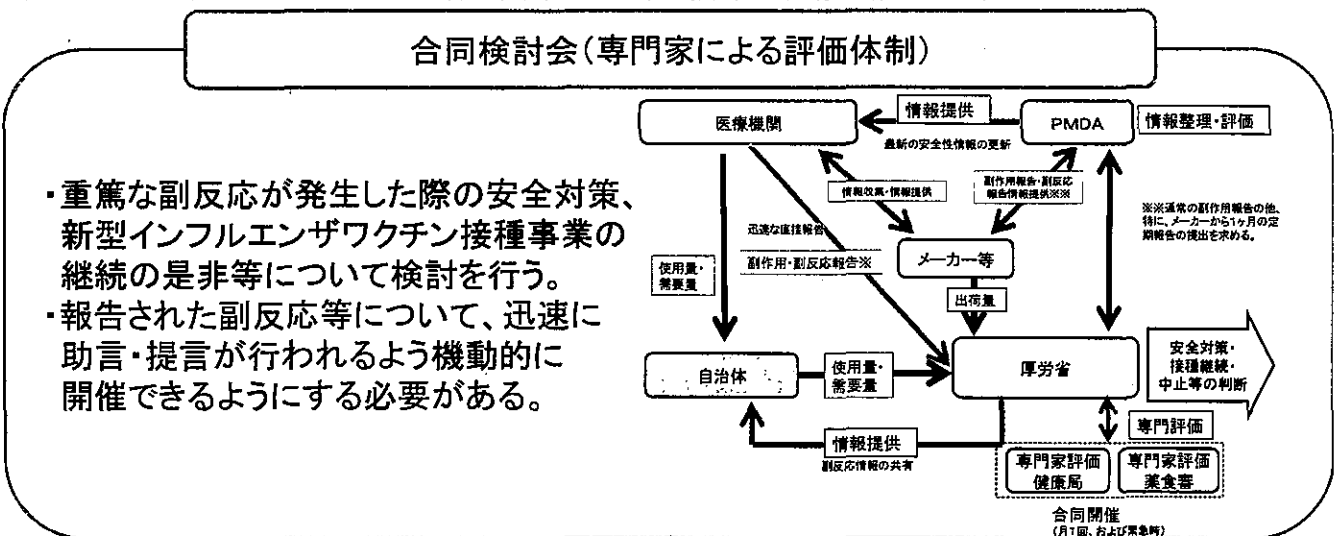 合同検討会(専門家による評価体制)
・重篤な副反応が発生した際の安全対策、
新型インフルエンザワクチン接種事業の
継続の是非等について検討を行う。
・報告された副反応等について、迅速に
助言・提言が行われるよう機動的に
開催できるようにする必要がある。
医療機関
情報提供
最新の安全性情報の更新
PMDA
情報整理・評価
情報収集・情報提供
副作用報告・副反応
報告情報提供※※
※※通常の副作用報告の他、
特に、メーカーから1ヶ月の定
期報告の提出を求める。
迅速な直接報告
副作用・副反応報告※
メーカー等
使用量・
需要量
出荷量
自治体
使用量・
需要量
厚労省
安全対策・
接種継続・
中止等の判断
情報提供
副反応情報の共有
専門評価
専門家評価
健康局
専門家評価
薬食審
合同開催
(月1回、および緊急時)